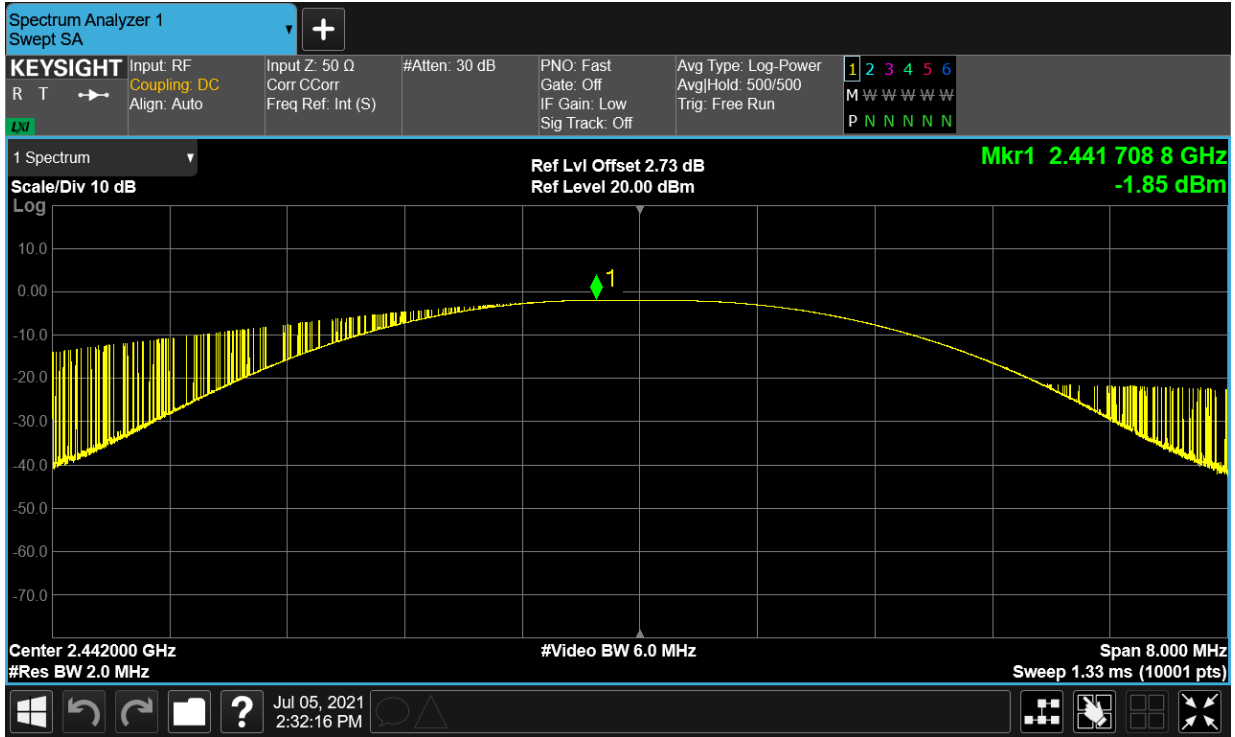 Spectrum Analyzer 1
Swept SA
KEYSIGHT
R T
LXI
Input: RF
Coupling: DC
Align: Auto
Input Z: 50 Ω
Corr CCorr
Freq Ref: Int (S)
#Atten: 30 dB
PNO: Fast
Gate: Off
IF Gain: Low
Sig Track: Off
Avg Type: Log-Power
Avg|Hold: 500/500
Trig: Free Run
1 2 3 4 5 6
M W W W W W
P N N N N N
1 Spectrum
Scale/Div 10 dB
Log
Ref Lvl Offset 2.73 dB
Ref Level 20.00 dBm
Mkr1 2.441 708 8 GHz
-1.85 dBm
1
10.0
0.00
-10.0
-20.0
-30.0
-40.0
-50.0
-60.0
-70.0
Center 2.442000 GHz
#Res BW 2.0 MHz
#Video BW 6.0 MHz
Span 8.000 MHz
Sweep 1.33 ms (10001 pts)
?
Jul 05, 2021
2:32:16 PM